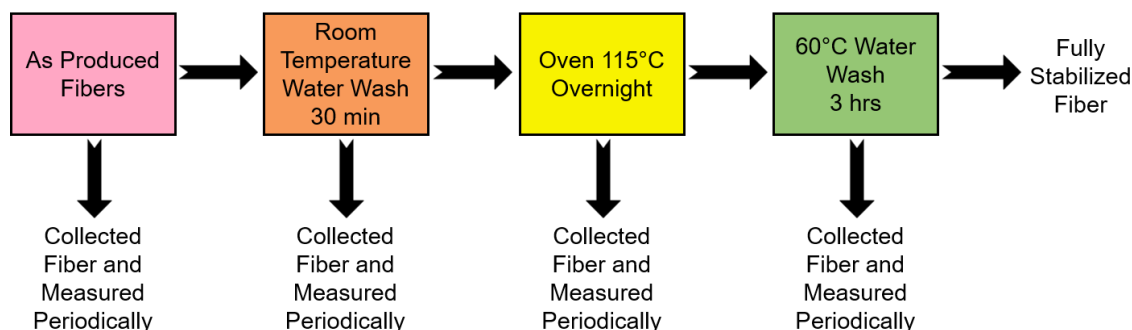 As Produced
Fibers
Room
Temperature
Water Wash
30 min
Oven 115°C
Overnight
60°C Water
Wash
3 hrs
Fully
Stabilized
Fiber
Collected
Fiber and
Measured
Periodically
Collected
Fiber and
Measured
Periodically
Collected
Fiber and
Measured
Periodically
Collected
Fiber and
Measured
Periodically